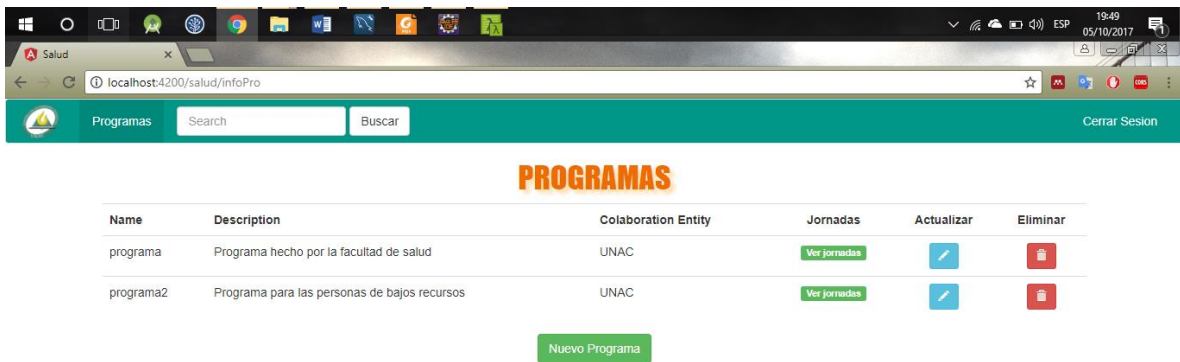 19:49
ESP
05/10/2017
Salud
localhost:4200/salud/infoPro
Programas Search Buscar Cerrar Sesion
PROGRAMAS
Name Description Colaboration Entity Jornadas Actualizar Eliminar
programa Programa hecho por la facultad de salud UNAC Ver jornadas
programa2 Programa para las personas de bajos recursos UNAC Ver jornadas
Nuevo Programa